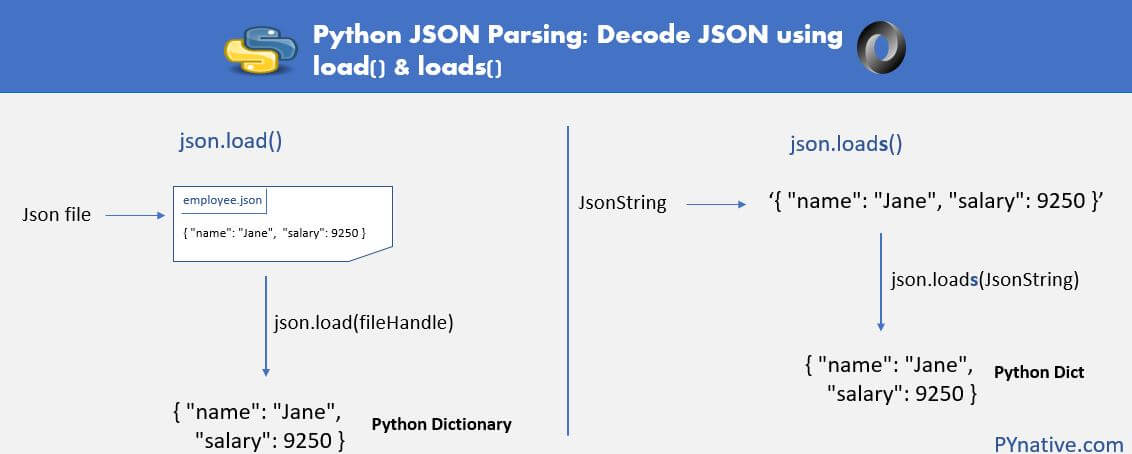 Python JSON Parsing: Decode JSON using
load() & loads()
json.load()
Json file
employee.json
{ "name": "Jane", "salary": 9250 }
json.load(fileHandle)
{ "name": "Jane",
"salary": 9250 }
Python Dictionary
json.loads()
JsonString
‘{ "name": "Jane", "salary": 9250 }’
json.loads(JsonString)
{ "name": "Jane",
"salary": 9250 }
Python Dict
PYnative.com